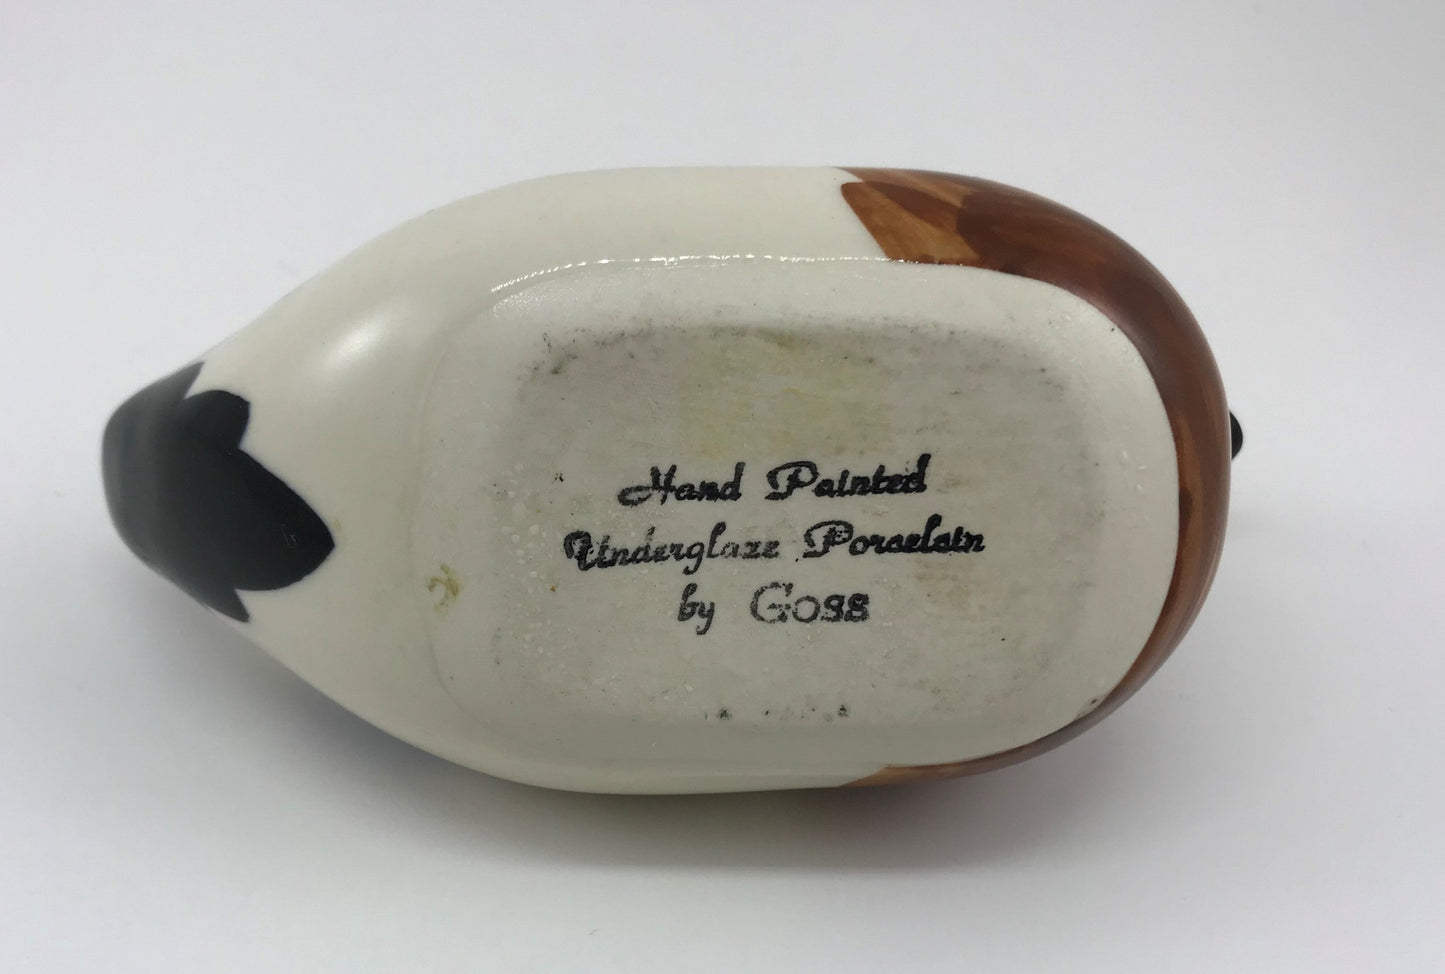 Hand Painted
Underglaze Porcelain
by Goss